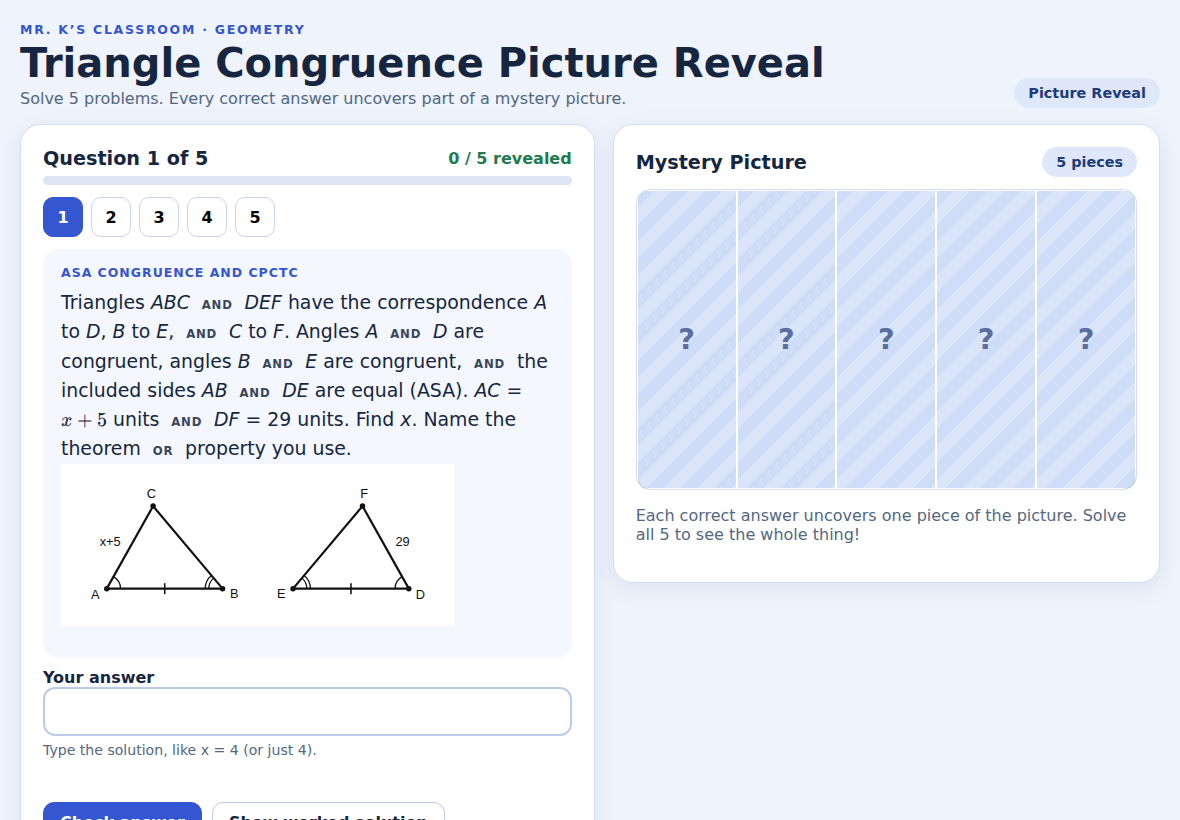 MR. K’S CLASSROOM · GEOMETRY
Triangle Congruence Picture Reveal
Solve 5 problems. Every correct answer uncovers part of a mystery picture.
Picture Reveal
Question 1 of 5
0 / 5 revealed
1 2 3 4 5
ASA CONGRUENCE AND CPCTC
Triangles ABC AND DEF have the correspondence A
to D, B to E, AND C to F. Angles A AND D are
congruent, angles B AND E are congruent, AND the
included sides AB AND DE are equal (ASA). AC =
x + 5 units AND DF = 29 units. Find x. Name the
theorem OR property you use.
C
F
x+5
29
A
B
E
D
Your answer
Type the solution, like x = 4 (or just 4).
Check answer
Show worked solution
Mystery Picture
5 pieces
? ? ? ? ?
Each correct answer uncovers one piece of the picture. Solve
all 5 to see the whole thing!